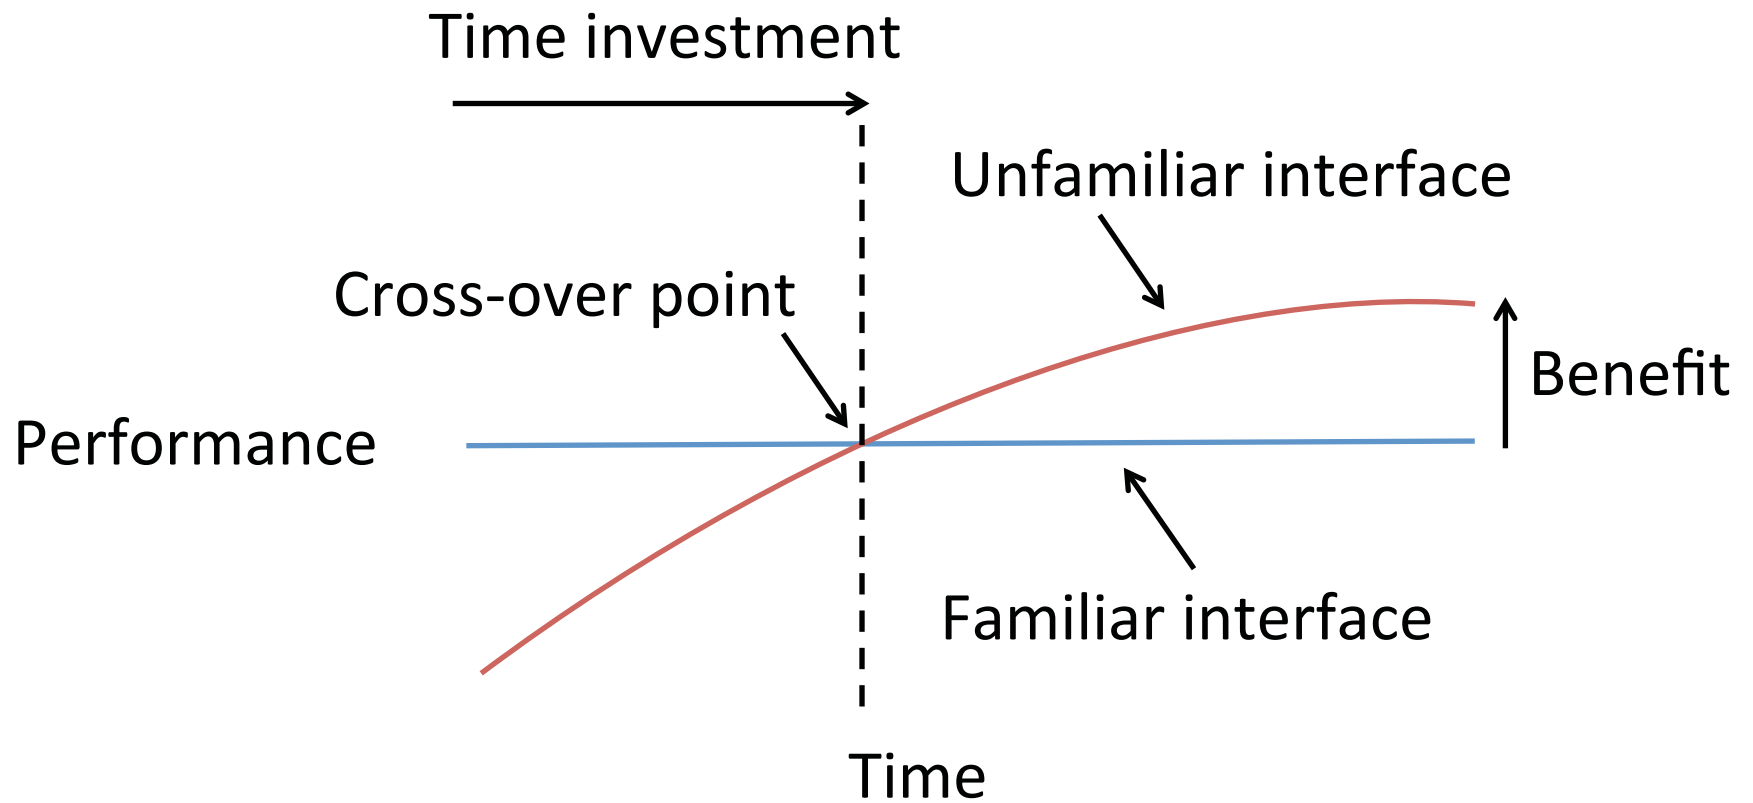 Time investment
Unfamiliar interface
Cross-over point
Benefit
Performance
Familiar interface
Time